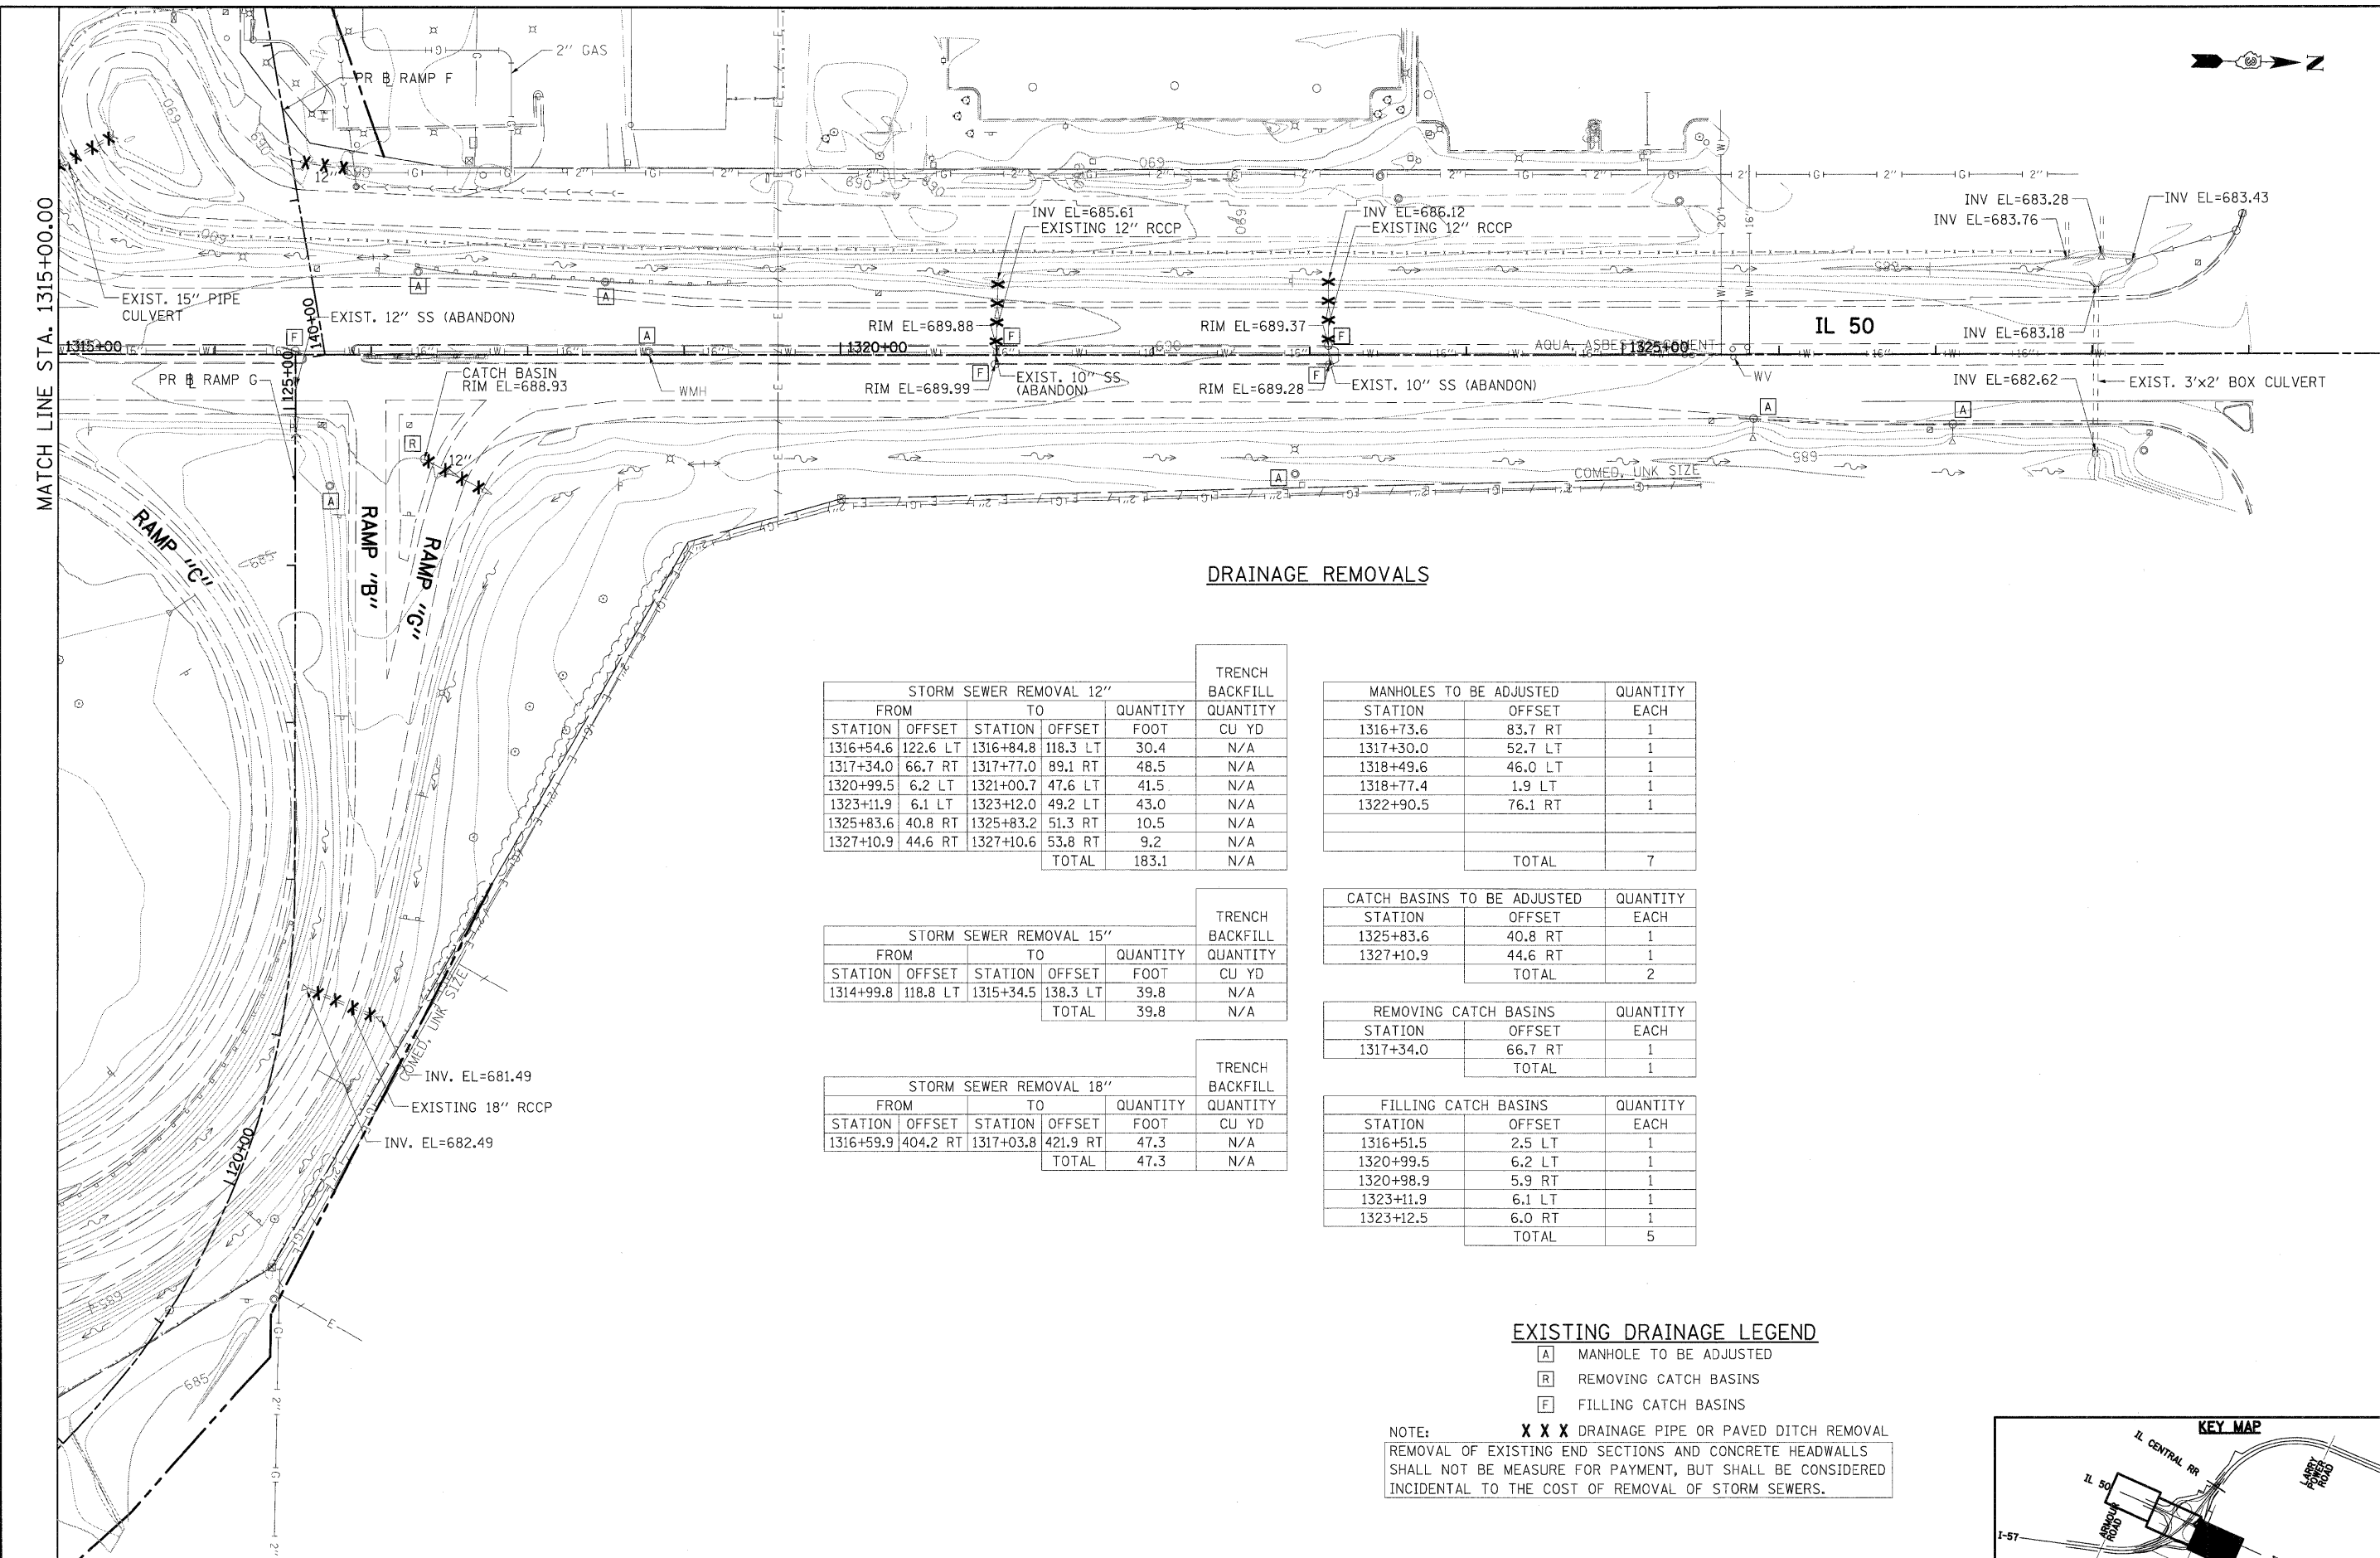 MATCH LINE STA. 1315+00.00
2" GAS
PR ␢ RAMP F
N
12"
INV EL=685.61
EXISTING 12" RCCP
INV EL=686.12
EXISTING 12" RCCP
INV EL=683.28
INV EL=683.43
INV EL=683.76
EXIST. 15" PIPE
CULVERT
EXIST. 12" SS (ABANDON)
140+00
RIM EL=689.88
RIM EL=689.37
IL 50
INV EL=683.18
1315+00
1320+00
AQUA, ASBESTOS CEMENT
1325+00
PR ␢ RAMP G
125+00
CATCH BASIN
RIM EL=688.93
WMH
RIM EL=689.99
EXIST. 10" SS
(ABANDON)
RIM EL=689.28
EXIST. 10" SS (ABANDON)
WV
INV EL=682.62
EXIST. 3'x2' BOX CULVERT
12"
COMED, UNK SIZE
RAMP "C"
RAMP "B"
RAMP "G"
685
DRAINAGE REMOVALS
COMED, UNK SIZE
INV. EL=681.49
EXISTING 18" RCCP
INV. EL=682.49
120+00
685
TRENCH
STORM SEWER REMOVAL 12" BACKFILL
FROM TO QUANTITY QUANTITY
STATION OFFSET STATION OFFSET FOOT CU YD
1316+54.6 122.6 LT 1316+84.8 118.3 LT 30.4 N/A
1317+34.0 66.7 RT 1317+77.0 89.1 RT 48.5 N/A
1320+99.5 6.2 LT 1321+00.7 47.6 LT 41.5 N/A
1323+11.9 6.1 LT 1323+12.0 49.2 LT 43.0 N/A
1325+83.6 40.8 RT 1325+83.2 51.3 RT 10.5 N/A
1327+10.9 44.6 RT 1327+10.6 53.8 RT 9.2 N/A
TOTAL 183.1 N/A
TRENCH
STORM SEWER REMOVAL 15" BACKFILL
FROM TO QUANTITY QUANTITY
STATION OFFSET STATION OFFSET FOOT CU YD
1314+99.8 118.8 LT 1315+34.5 138.3 LT 39.8 N/A
TOTAL 39.8 N/A
TRENCH
STORM SEWER REMOVAL 18" BACKFILL
FROM TO QUANTITY QUANTITY
STATION OFFSET STATION OFFSET FOOT CU YD
1316+59.9 404.2 RT 1317+03.8 421.9 RT 47.3 N/A
TOTAL 47.3 N/A
MANHOLES TO BE ADJUSTED QUANTITY
STATION OFFSET EACH
1316+73.6 83.7 RT 1
1317+30.0 52.7 LT 1
1318+49.6 46.0 LT 1
1318+77.4 1.9 LT 1
1322+90.5 76.1 RT 1
TOTAL 7
CATCH BASINS TO BE ADJUSTED QUANTITY
STATION OFFSET EACH
1325+83.6 40.8 RT 1
1327+10.9 44.6 RT 1
TOTAL 2
REMOVING CATCH BASINS QUANTITY
STATION OFFSET EACH
1317+34.0 66.7 RT 1
TOTAL 1
FILLING CATCH BASINS QUANTITY
STATION OFFSET EACH
1316+51.5 2.5 LT 1
1320+99.5 6.2 LT 1
1320+98.9 5.9 RT 1
1323+11.9 6.1 LT 1
1323+12.5 6.0 RT 1
TOTAL 5
EXISTING DRAINAGE LEGEND
A MANHOLE TO BE ADJUSTED
R REMOVING CATCH BASINS
F FILLING CATCH BASINS
NOTE: X X X DRAINAGE PIPE OR PAVED DITCH REMOVAL
REMOVAL OF EXISTING END SECTIONS AND CONCRETE HEADWALLS
SHALL NOT BE MEASURE FOR PAYMENT, BUT SHALL BE CONSIDERED
INCIDENTAL TO THE COST OF REMOVAL OF STORM SEWERS.
KEY MAP
IL CENTRAL RR
LARRY
POWER
ROAD
IL 50
ARMOUR
ROAD
I-57